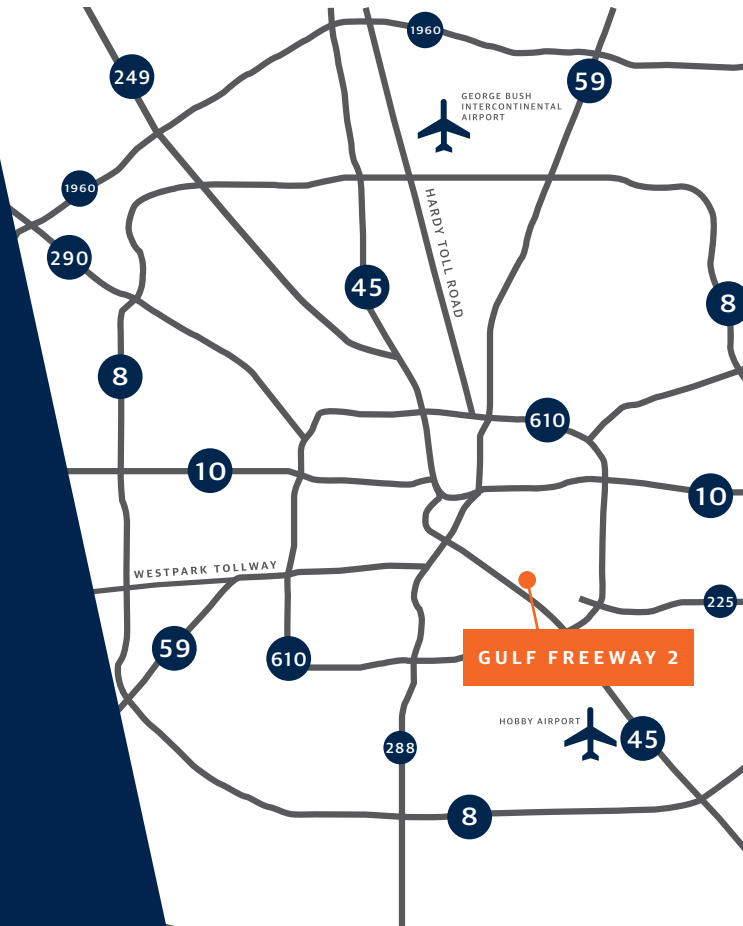 1960
249
59
GEORGE BUSH
INTERCONTINENTAL
AIRPORT
1960
HARDY TOLL ROAD
290
45
8
8
610
10
10
WESTPARK TOLLWAY
225
59
610
GULF FREEWAY 2
HOBBY AIRPORT
45
288
8